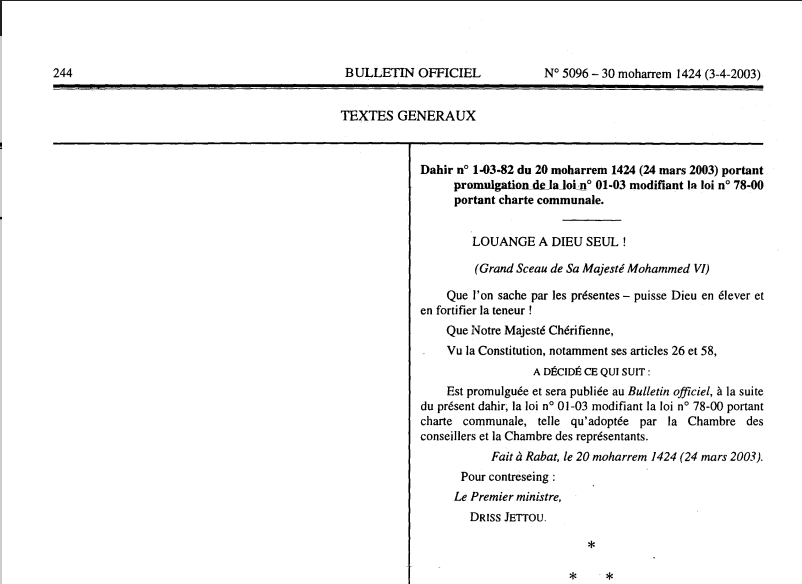 244 BULLETIN OFFICIEL N° 5096 – 30 moharrem 1424 (3-4-2003)
TEXTES GENERAUX
Dahir n° 1-03-82 du 20 moharrem 1424 (24 mars 2003) portant
promulgation de la loi n° 01-03 modifiant la loi n° 78-00
portant charte communale.
LOUANGE A DIEU SEUL !
(Grand Sceau de Sa Majesté Mohammed VI)
Que l'on sache par les présentes – puisse Dieu en élever et
en fortifier la teneur !
Que Notre Majesté Chérifienne,
Vu la Constitution, notamment ses articles 26 et 58,
A DÉCIDÉ CE QUI SUIT :
Est promulguée et sera publiée au Bulletin officiel, à la suite
du présent dahir, la loi n° 01-03 modifiant la loi n° 78-00 portant
charte communale, telle qu'adoptée par la Chambre des
conseillers et la Chambre des représentants.
Fait à Rabat, le 20 moharrem 1424 (24 mars 2003).
Pour contreseing :
Le Premier ministre,
DRISS JETTOU.
*
* *